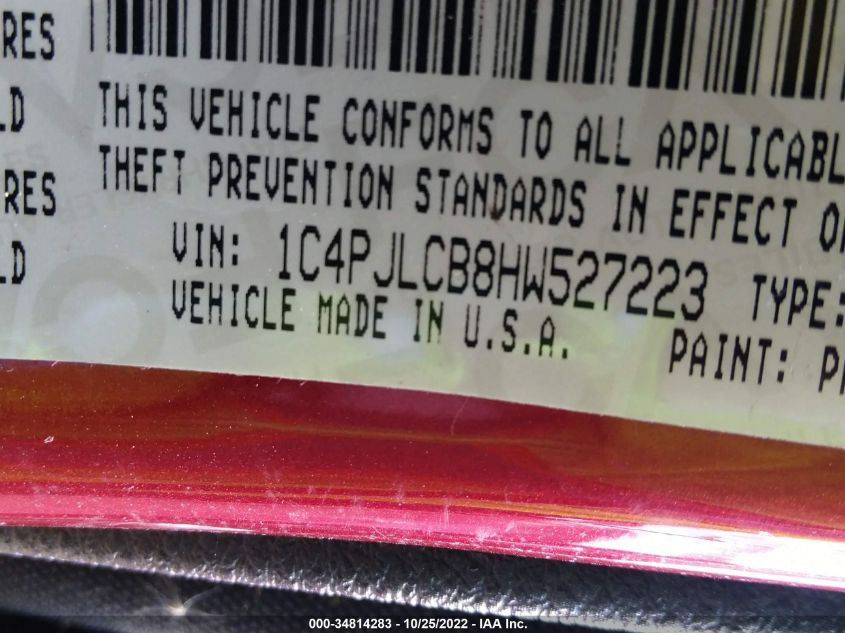 RES
LD
RES
LD
THIS VEHICLE CONFORMS TO ALL APPLICABL
THEFT PREVENTION STANDARDS IN EFFECT O
VIN: 1C4PJLCB8HW527223 TYPE:
VEHICLE MADE IN U.S.A. PAINT: P
000-34814283 - 10/25/2022 - IAA Inc.